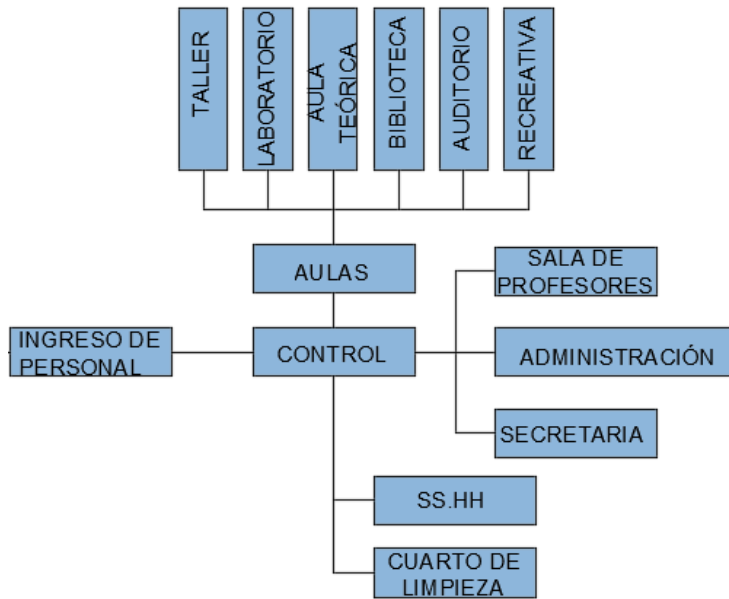 TALLER
LABORATORIO
AULA
TEÓRICA
BIBLIOTECA
AUDITORIO
RECREATIVA
AULAS
SALA DE
PROFESORES
INGRESO DE
PERSONAL
CONTROL
ADMINISTRACIÓN
SECRETARIA
SS.HH
CUARTO DE
LIMPIEZA